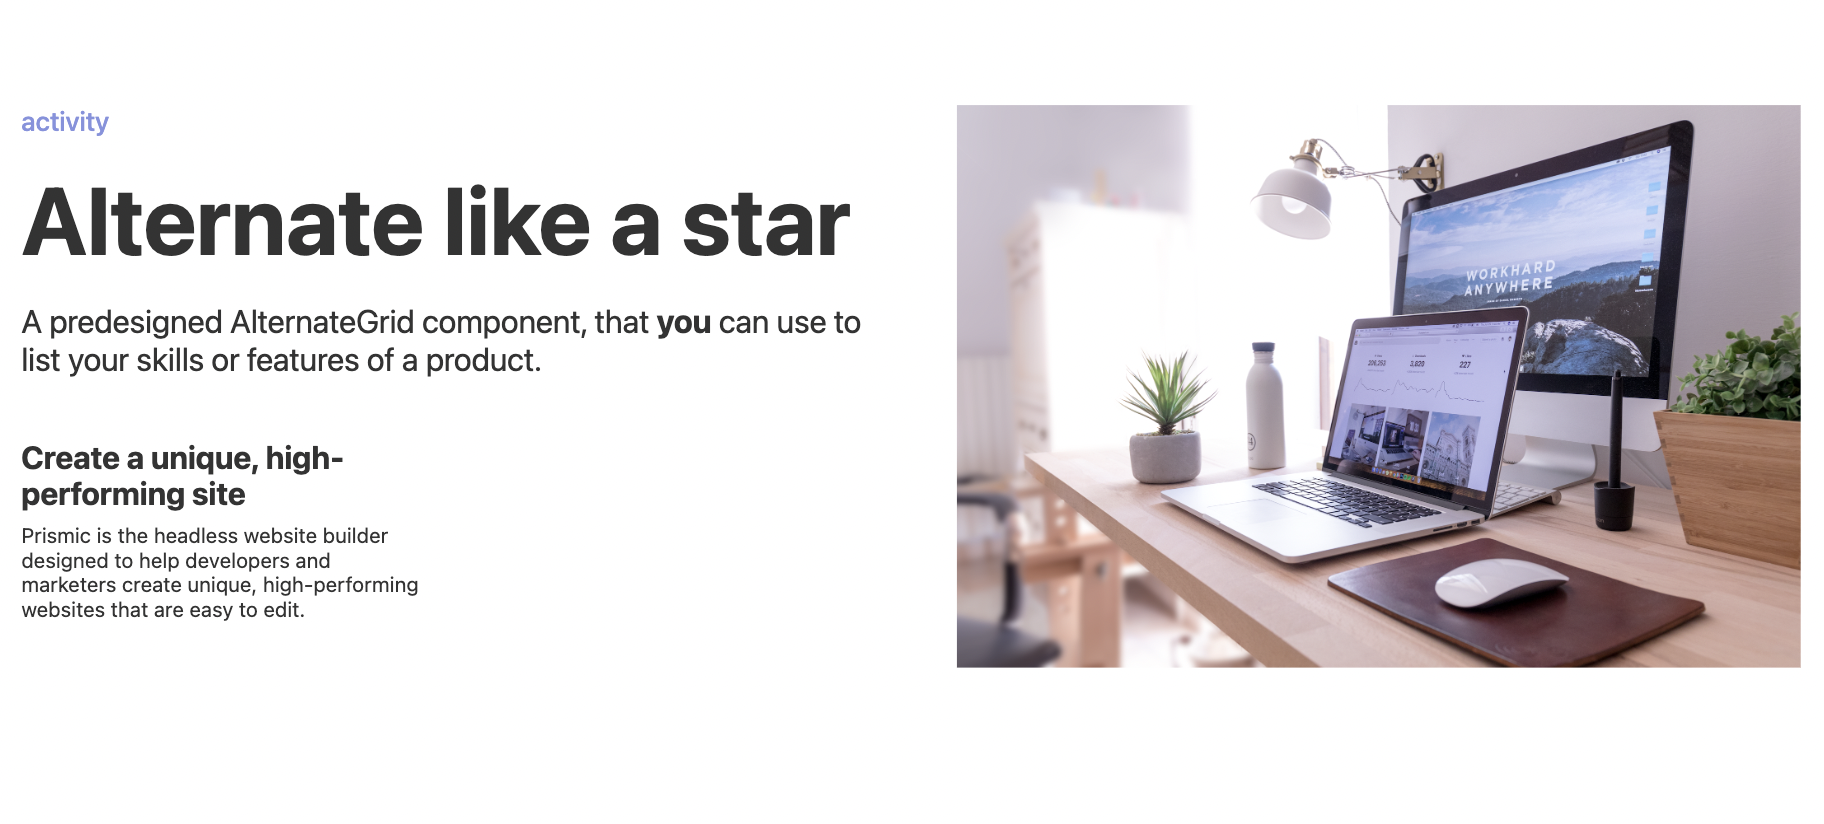 activity
Alternate like a star
A predesigned AlternateGrid component, that you can use to
list your skills or features of a product.
Create a unique, high-
performing site
Prismic is the headless website builder
designed to help developers and
marketers create unique, high-performing
websites that are easy to edit.
WORKHARD
ANYWHERE
3,820
227